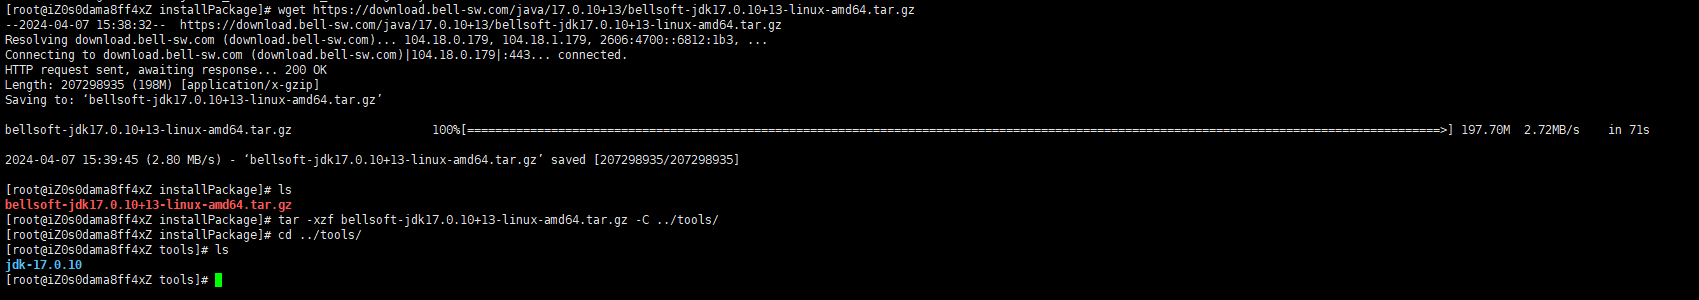 [root@iZ0s0dama8ff4xZ installPackage]# wget https://download.bell-sw.com/java/17.0.10+13/bellsoft-jdk17.0.10+13-linux-amd64.tar.gz
--2024-04-07 15:38:32--  https://download.bell-sw.com/java/17.0.10+13/bellsoft-jdk17.0.10+13-linux-amd64.tar.gz
Resolving download.bell-sw.com (download.bell-sw.com)... 104.18.0.179, 104.18.1.179, 2606:4700::6812:1b3, ...
Connecting to download.bell-sw.com (download.bell-sw.com)|104.18.0.179|:443... connected.
HTTP request sent, awaiting response... 200 OK
Length: 207298935 (198M) [application/x-gzip]
Saving to: ‘bellsoft-jdk17.0.10+13-linux-amd64.tar.gz’
bellsoft-jdk17.0.10+13-linux-amd64.tar.gz 100%[===========================================================================================================================================>] 197.70M  2.72MB/s    in 71s
2024-04-07 15:39:45 (2.80 MB/s) - ‘bellsoft-jdk17.0.10+13-linux-amd64.tar.gz’ saved [207298935/207298935]
[root@iZ0s0dama8ff4xZ installPackage]# ls
bellsoft-jdk17.0.10+13-linux-amd64.tar.gz
[root@iZ0s0dama8ff4xZ installPackage]# tar -xzf bellsoft-jdk17.0.10+13-linux-amd64.tar.gz -C ../tools/
[root@iZ0s0dama8ff4xZ installPackage]# cd ../tools/
[root@iZ0s0dama8ff4xZ tools]# ls
jdk-17.0.10
[root@iZ0s0dama8ff4xZ tools]#